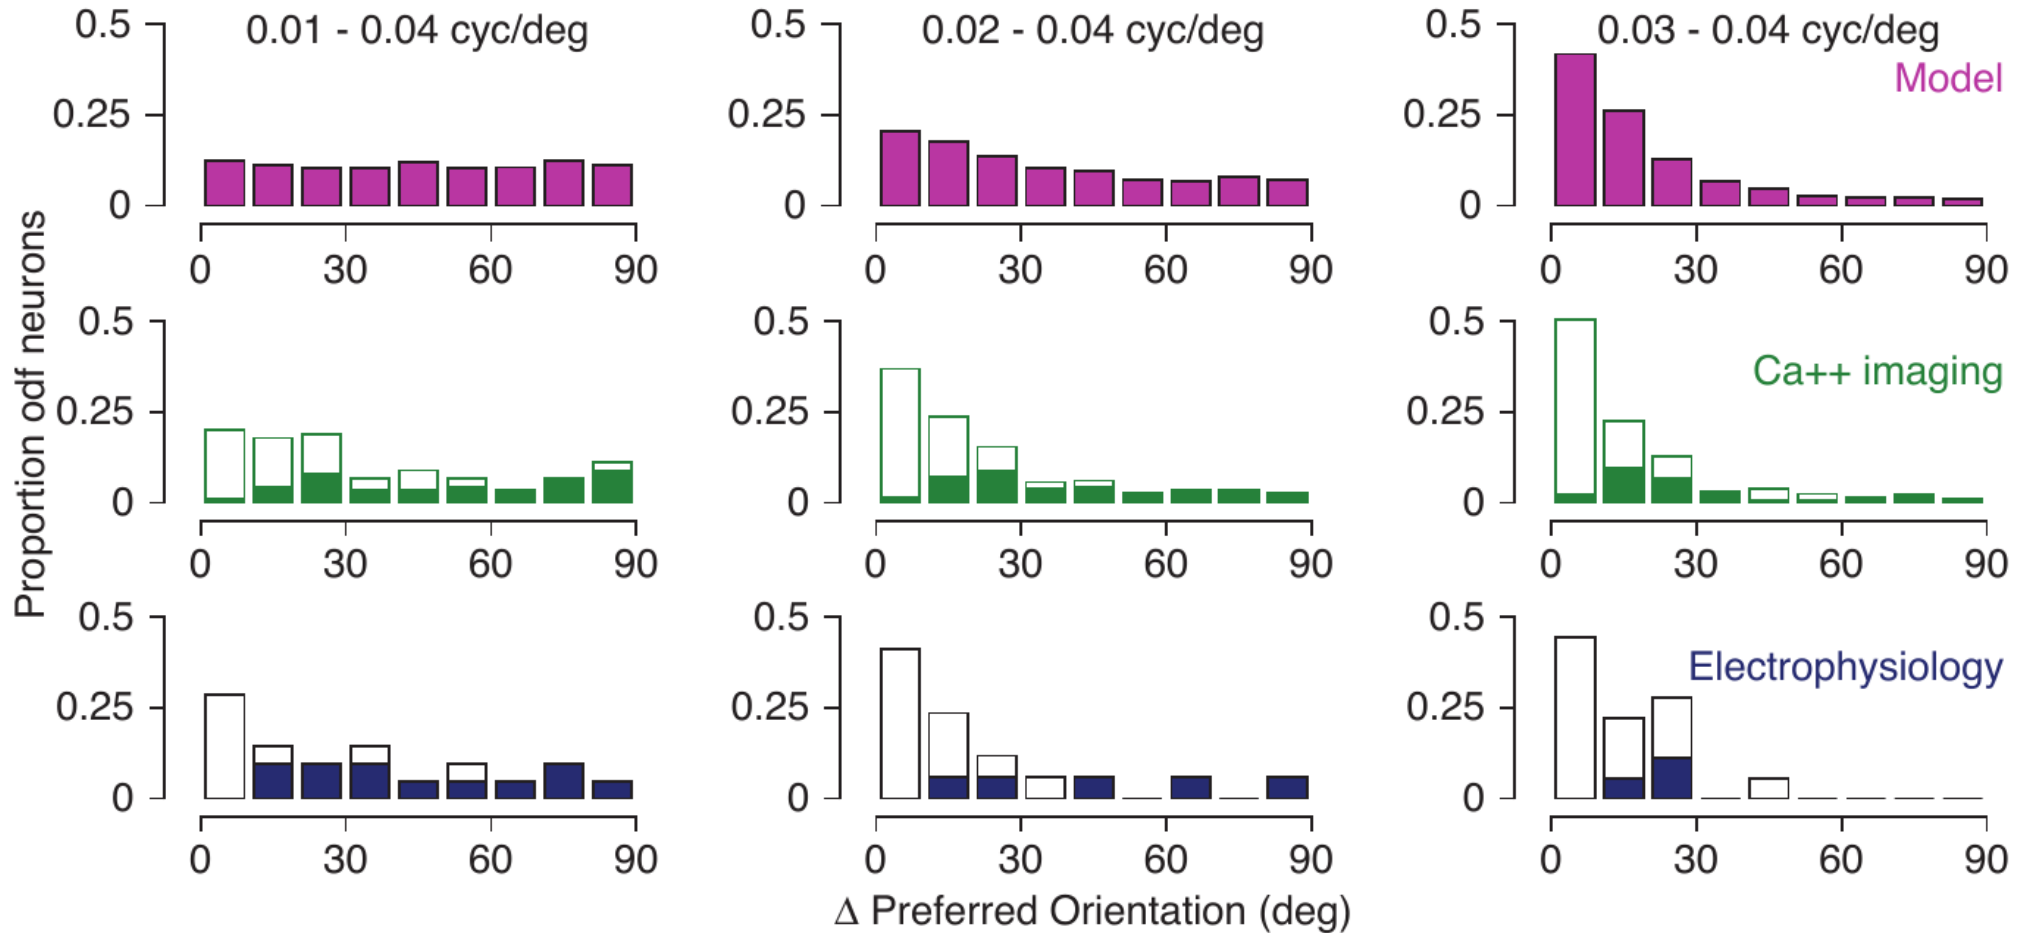 0.01 - 0.04 cyc/deg
0.02 - 0.04 cyc/deg
0.03 - 0.04 cyc/deg
Model
0.5
0.25
0
0 30 60 90
0.5
0.25
0
0 30 60 90
0.5
0.25
0
0 30 60 90
Proportion odf neurons
Ca++ imaging
0.5
0.25
0
0 30 60 90
0.5
0.25
0
0 30 60 90
0.5
0.25
0
0 30 60 90
Electrophysiology
0.5
0.25
0
0 30 60 90
0.5
0.25
0
0 30 60 90
0.5
0.25
0
0 30 60 90
Δ Preferred Orientation (deg)